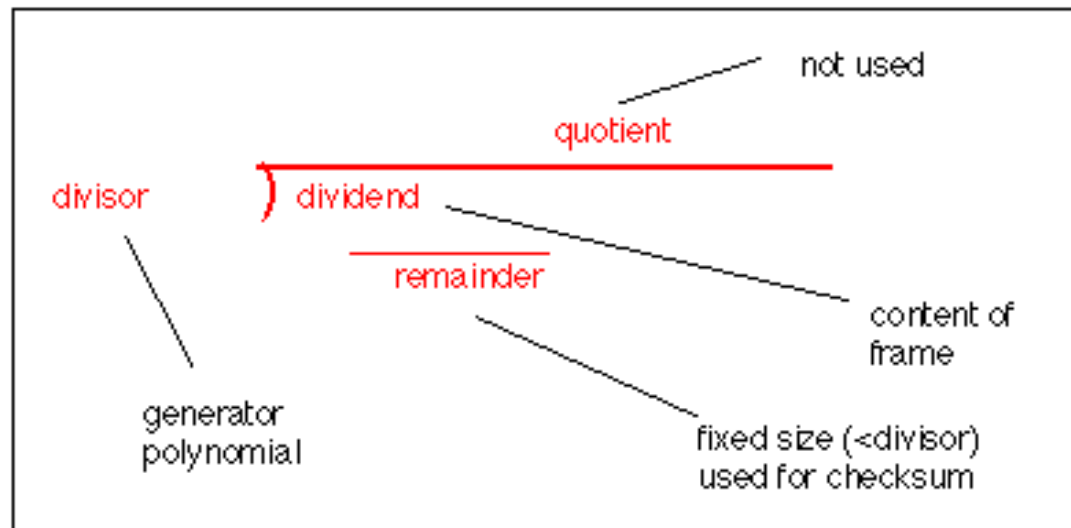 not used
quotient
divisor
dividend
remainder
content of
frame
generator
polynomial
fixed size (<divisor)
used for checksum